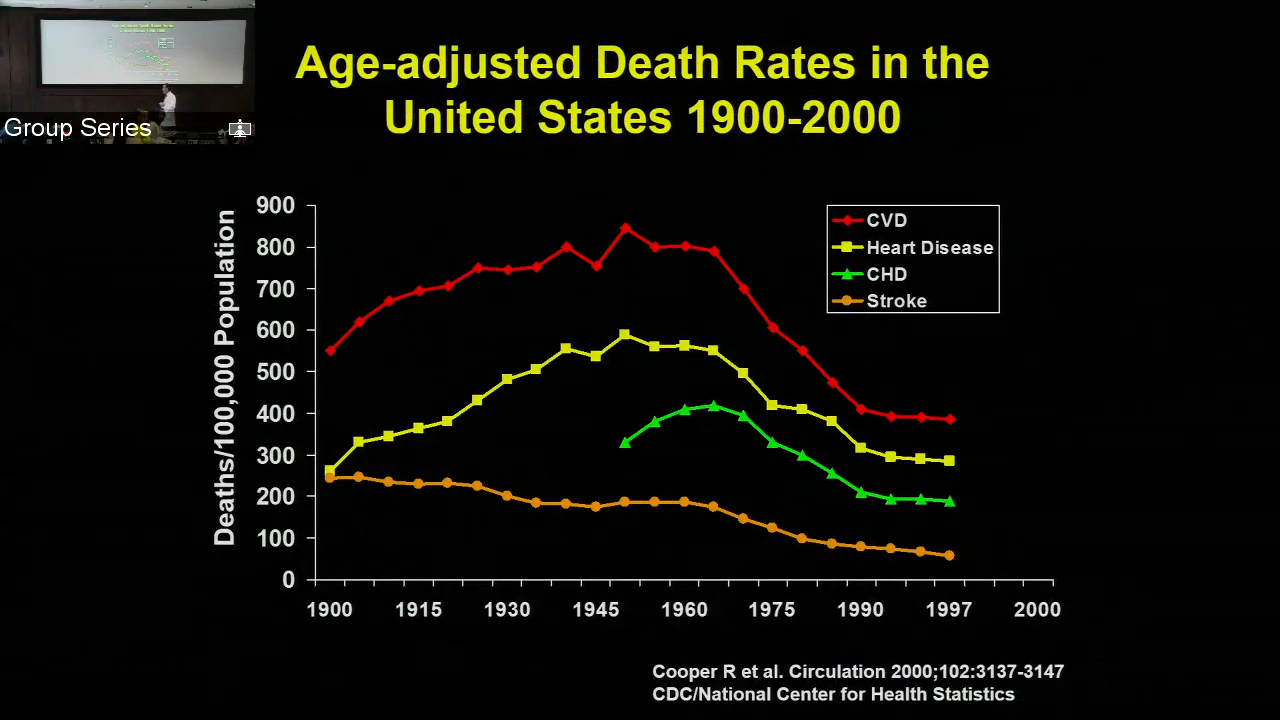 Group Series
Age-adjusted Death Rates in the
United States 1900-2000
Deaths/100,000 Population
900
800
700
600
500
400
300
200
100
0
1900 1915 1930 1945 1960 1975 1990 1997 2000
CVD
Heart Disease
CHD
Stroke
Cooper R et al. Circulation 2000;102:3137-3147
CDC/National Center for Health Statistics